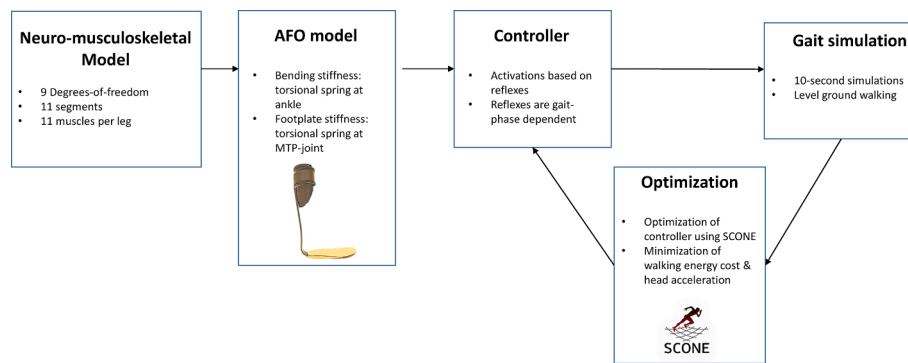 Neuro-musculoskeletal
Model
• 9 Degrees-of-freedom
• 11 segments
• 11 muscles per leg
AFO model
• Bending stiffness:
torsional spring at
ankle
• Footplate stiffness:
torsional spring at
MTP-joint
Controller
• Activations based on
reflexes
• Reflexes are gait-
phase dependent
Gait simulation
• 10-second simulations
• Level ground walking
Optimization
• Optimization of
controller using SCONE
• Minimization of
walking energy cost &
head acceleration
SCONE